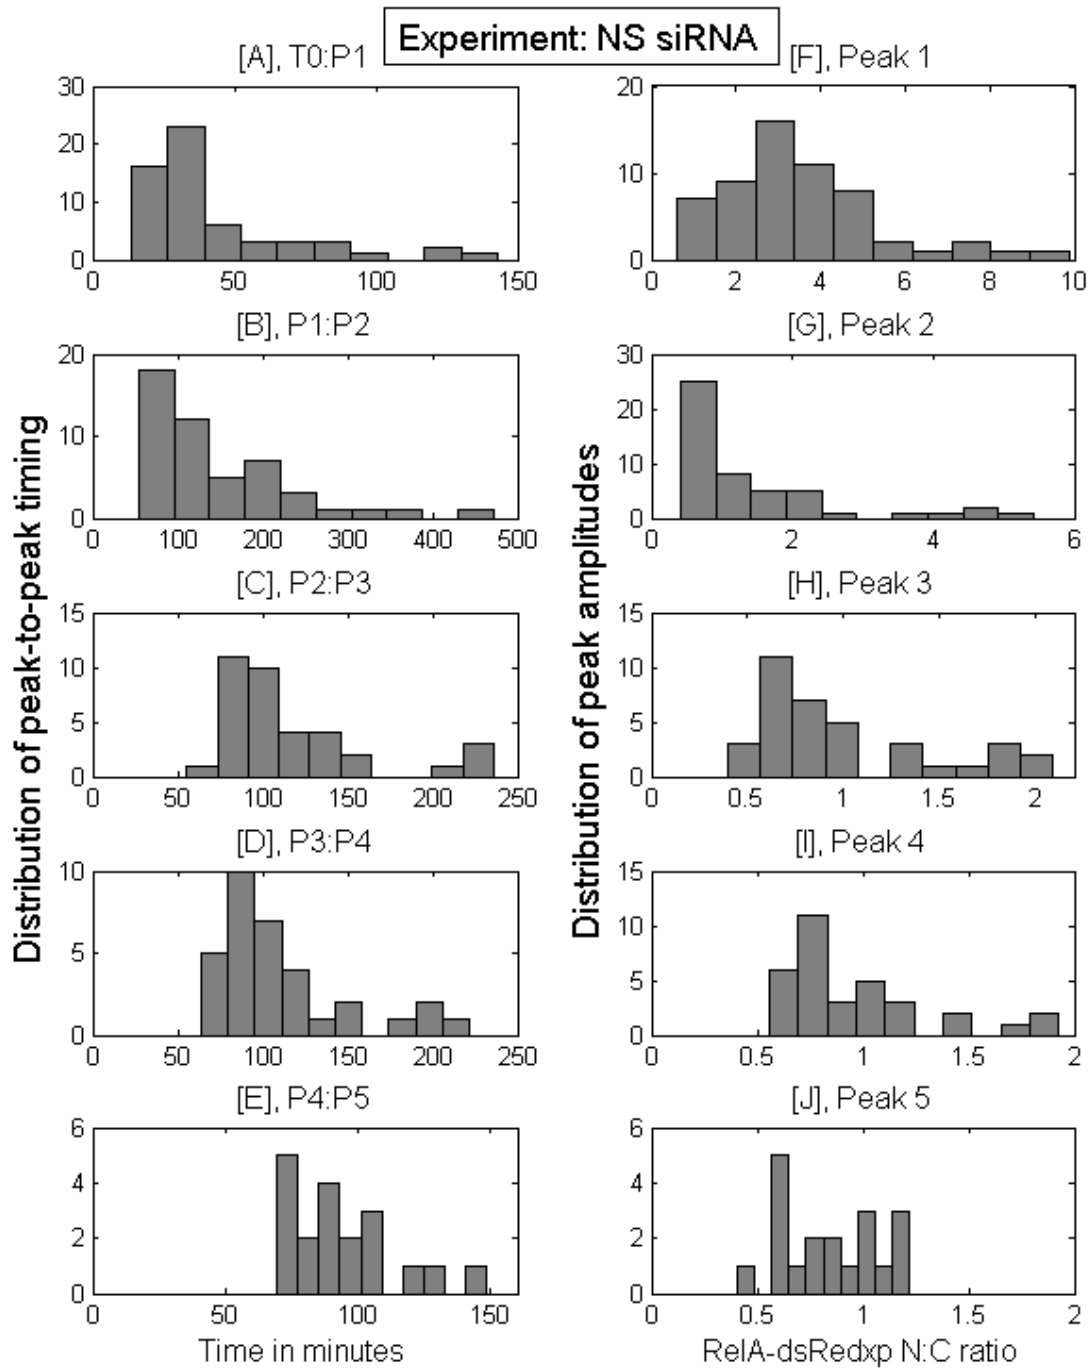 Experiment: NS siRNA
[A], T0:P1
[F], Peak 1
30
20
10
0
0 50 100 150
20
10
0
2 4 6 8 10
[B], P1:P2
[G], Peak 2
20
10
0
0 100 200 300 400 500
30
20
10
0
0 2 4 6
[C], P2:P3
[H], Peak 3
15
10
5
0
0 50 100 150 200 250
15
10
5
0
0.5 1 1.5 2
[D], P3:P4
[I], Peak 4
10
5
0
0 50 100 150 200 250
15
10
5
0
0 0.5 1 1.5 2
[E], P4:P5
[J], Peak 5
6
4
2
0
0 50 100 150
6
4
2
0
0 0.5 1 1.5 2
Time in minutes
RelA-dsRedxp N:C ratio
Distribution of peak-to-peak timing
Distribution of peak amplitudes